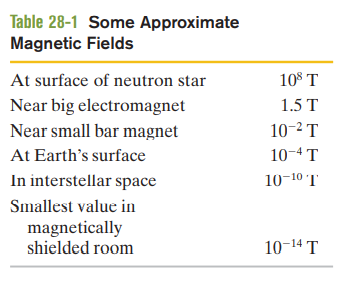 Table 28-1 Some Approximate
Magnetic Fields
At surface of neutron star 10⁸ T
Near big electromagnet 1.5 T
Near small bar magnet 10⁻² T
At Earth's surface 10⁻⁴ T
In interstellar space 10⁻¹⁰ T
Smallest value in
magnetically
shielded room 10⁻¹⁴ T